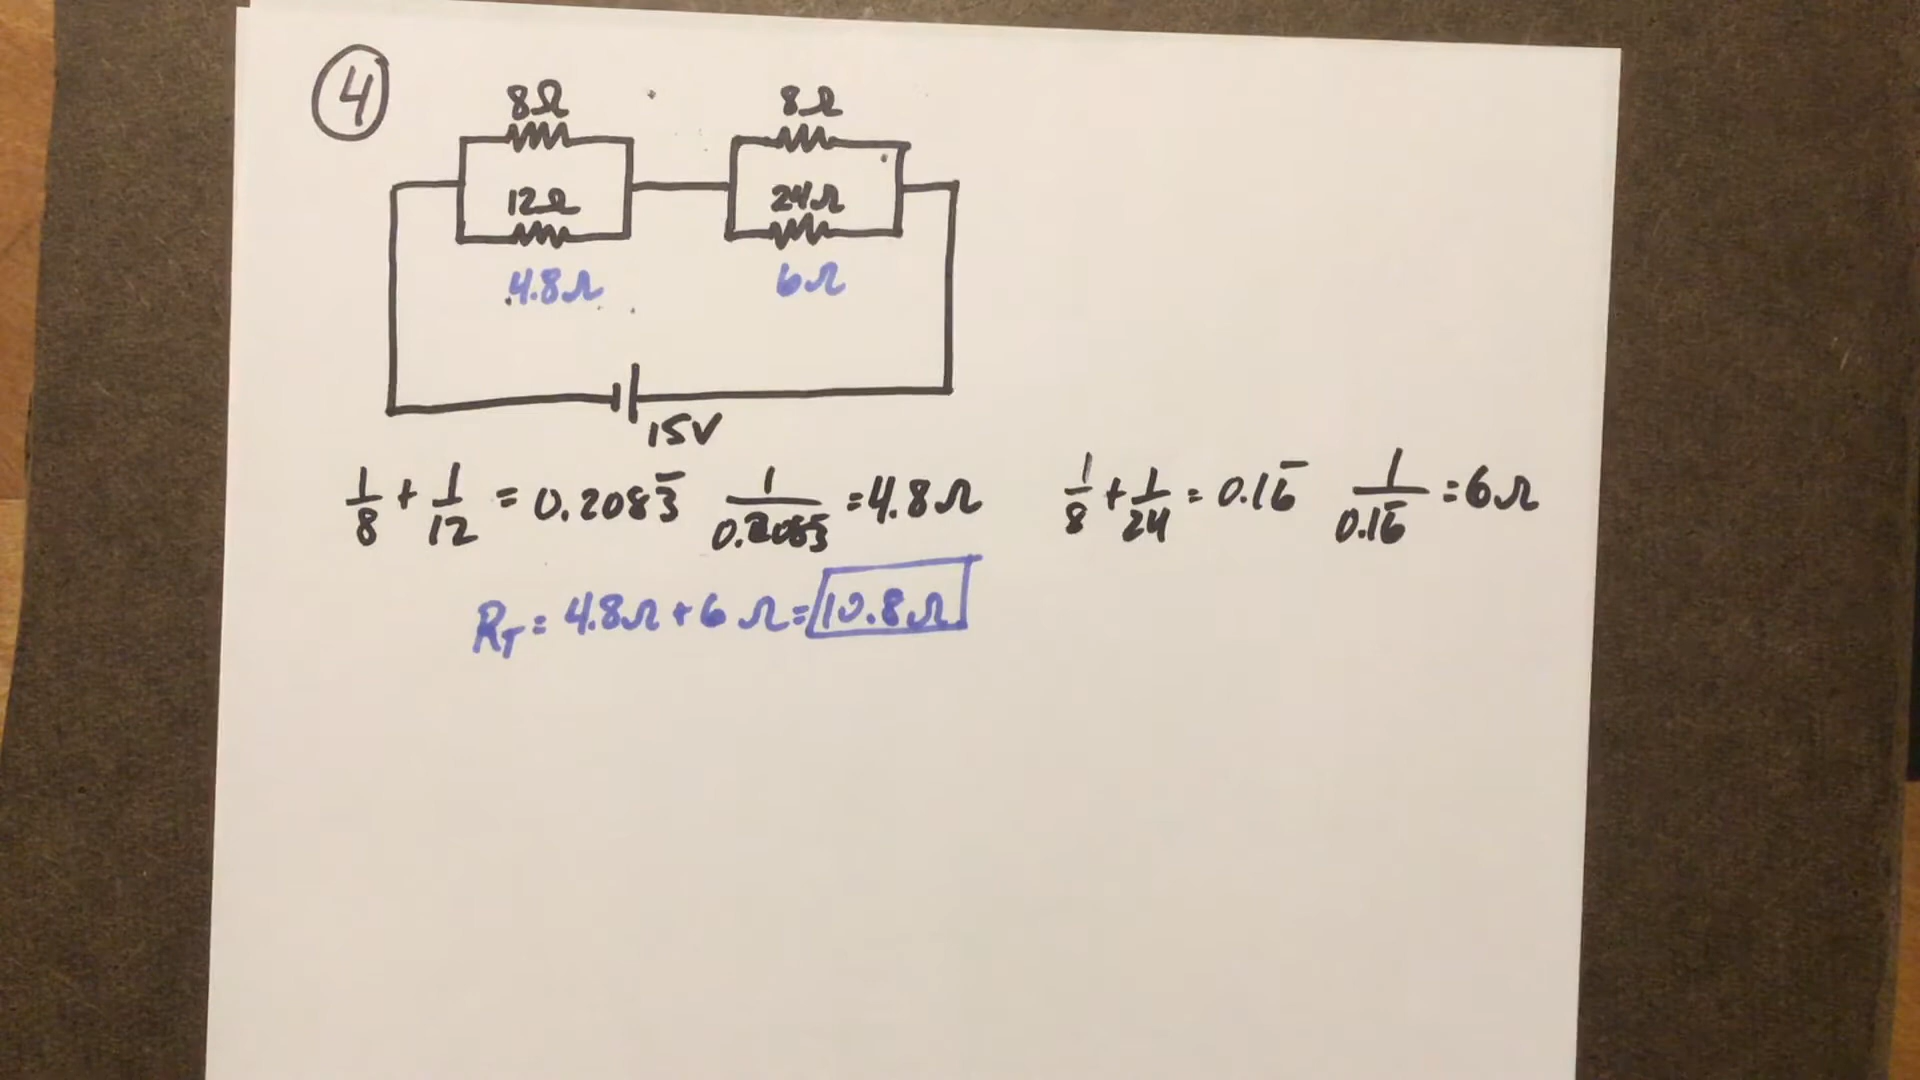 4
8Ω 8Ω
12Ω 24Ω
4.8Ω 6Ω
15V
1/8 + 1/12 = 0.2083̅ 1/0.2083̅ = 4.8Ω 1/8 + 1/24 = 0.16̅ 1/0.16̅ = 6Ω
R_T = 4.8Ω + 6Ω = 10.8Ω